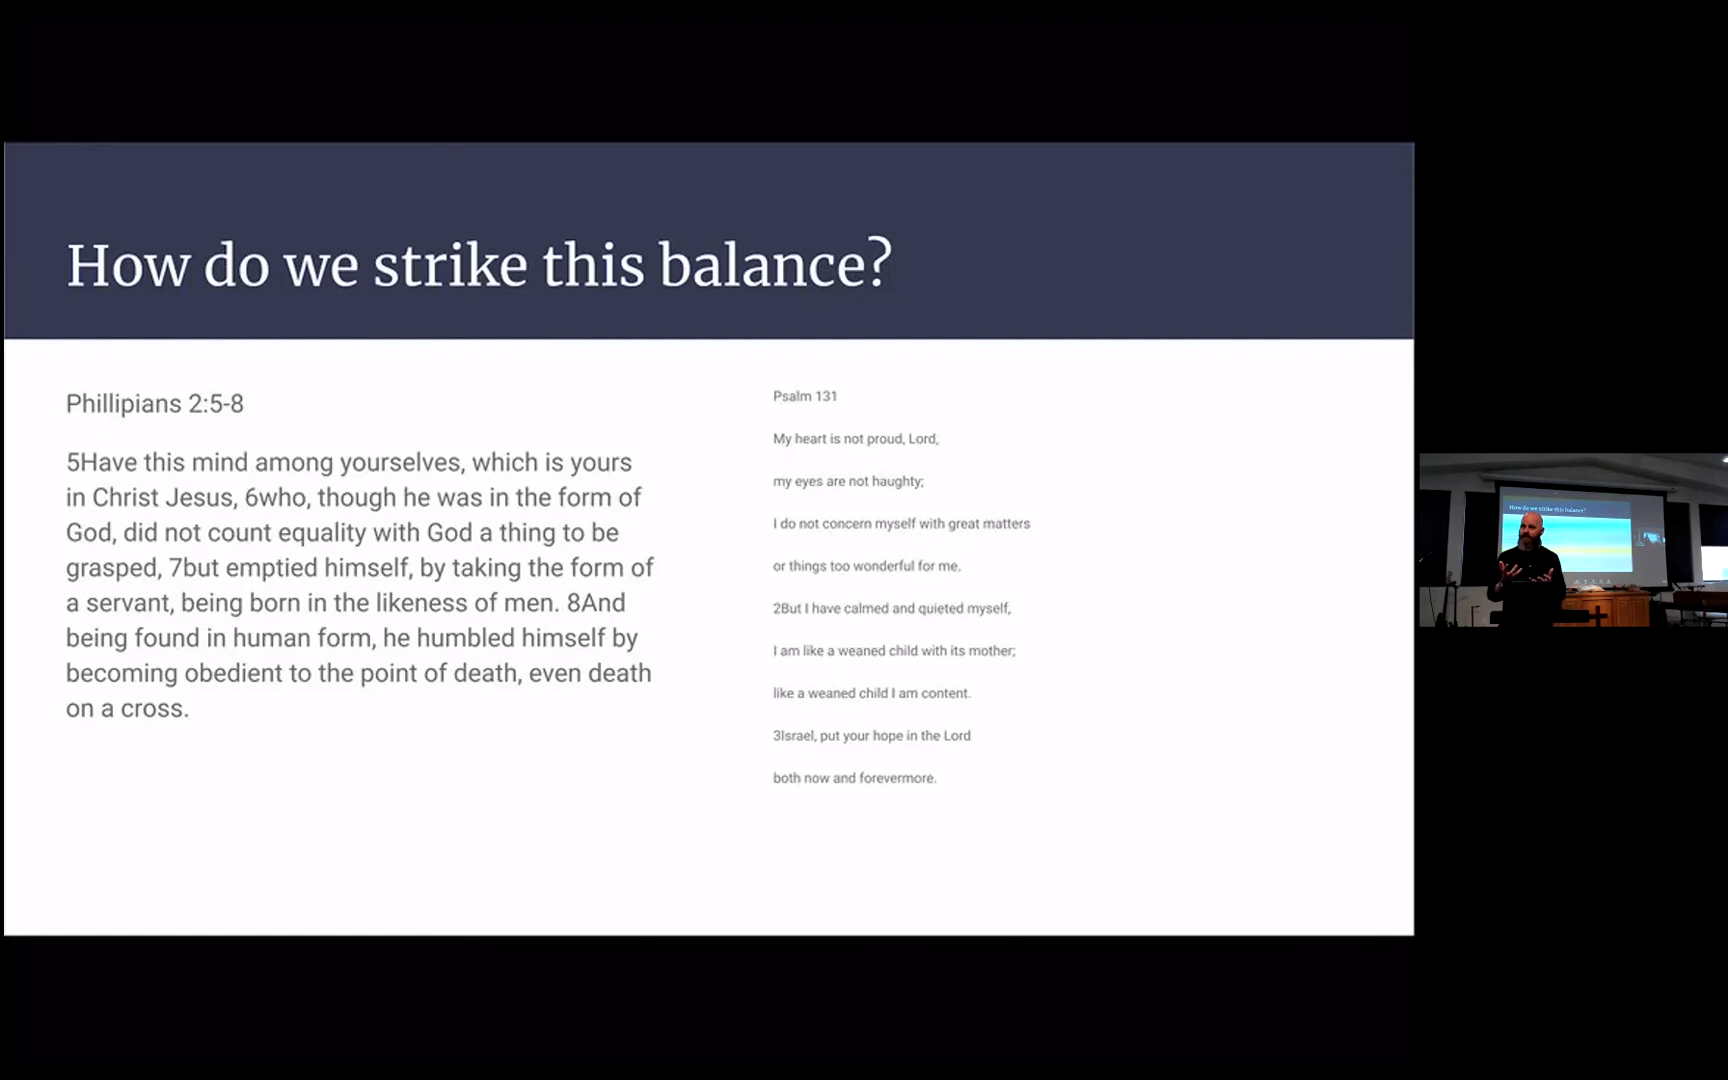 How do we strike this balance?
Phillipians 2:5-8
5Have this mind among yourselves, which is yours
in Christ Jesus, 6who, though he was in the form of
God, did not count equality with God a thing to be
grasped, 7but emptied himself, by taking the form of
a servant, being born in the likeness of men. 8And
being found in human form, he humbled himself by
becoming obedient to the point of death, even death
on a cross.
Psalm 131
My heart is not proud, Lord,
my eyes are not haughty;
I do not concern myself with great matters
or things too wonderful for me.
2But I have calmed and quieted myself,
I am like a weaned child with its mother;
like a weaned child I am content.
3Israel, put your hope in the Lord
both now and forevermore.
How do we strike this balance?